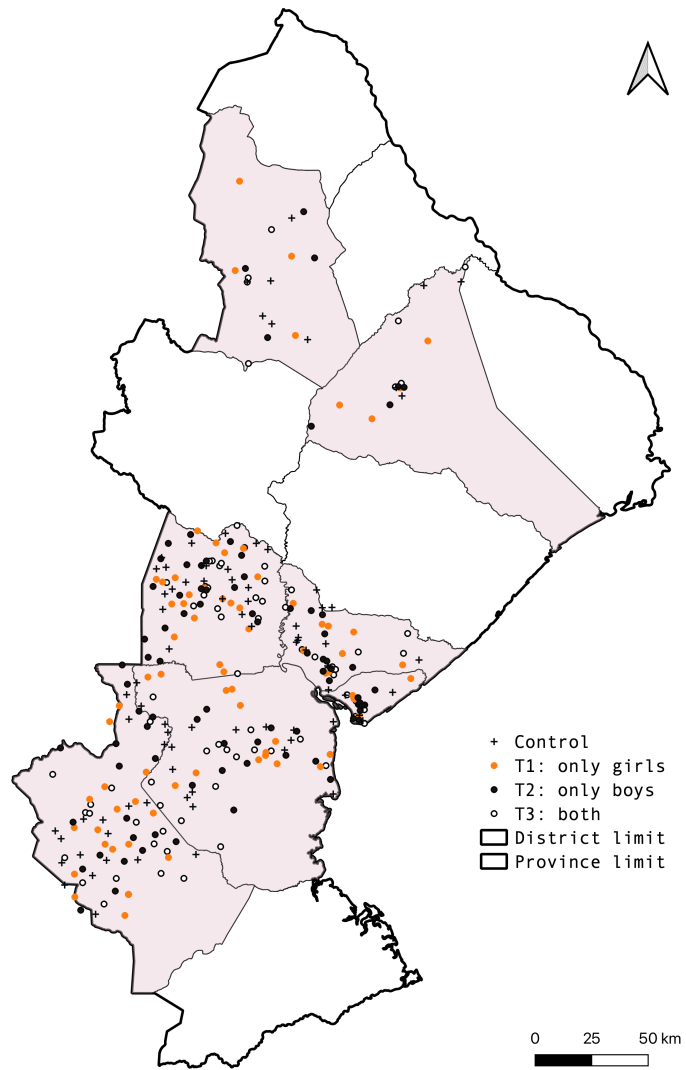 Control
T1: only girls
T2: only boys
T3: both
District limit
Province limit
0 25 50 km